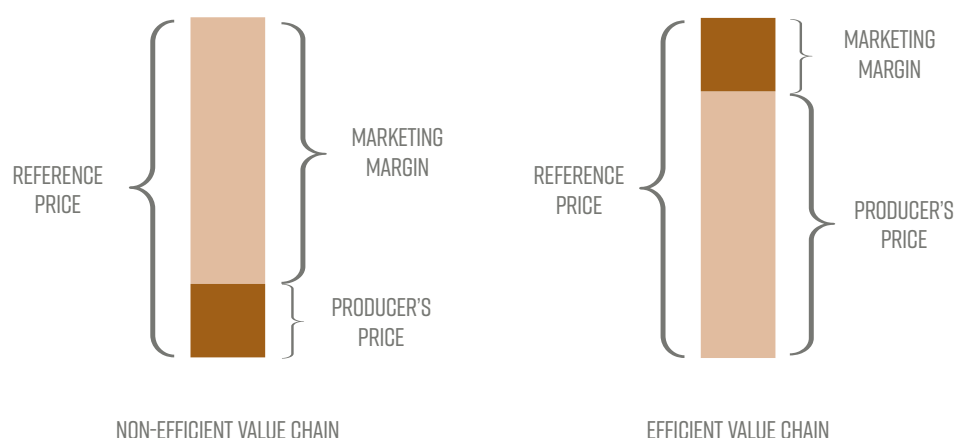 REFERENCE
PRICE
MARKETING
MARGIN
PRODUCER'S
PRICE
NON-EFFICIENT VALUE CHAIN
REFERENCE
PRICE
MARKETING
MARGIN
PRODUCER'S
PRICE
EFFICIENT VALUE CHAIN